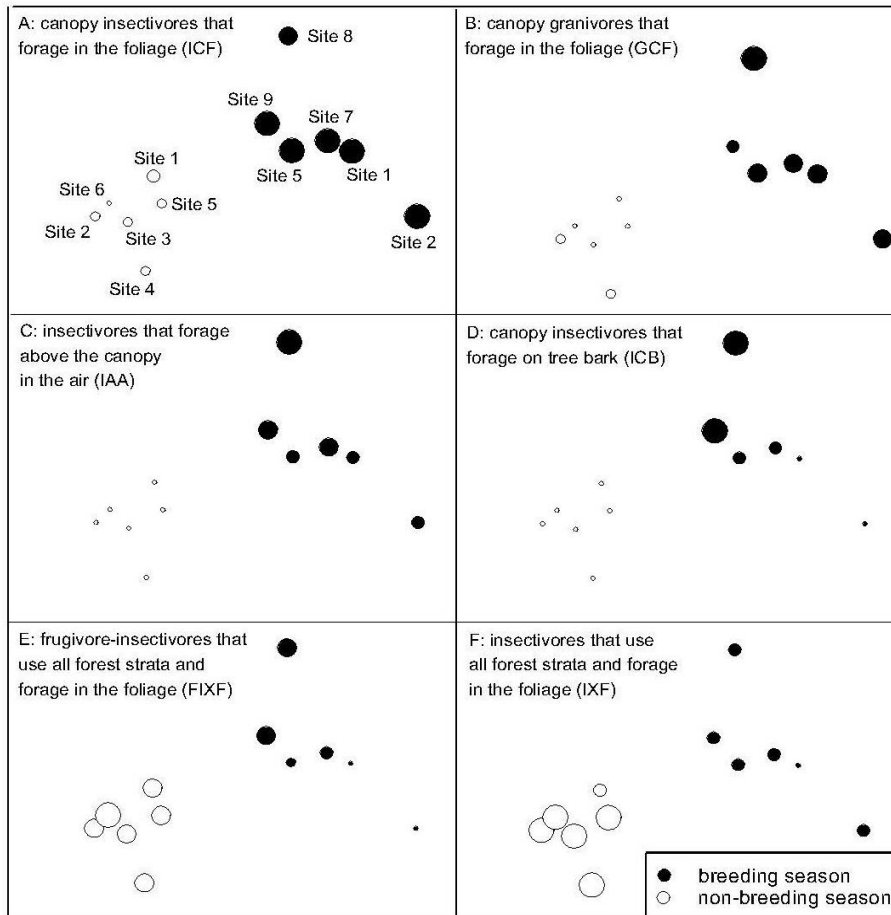 A: canopy insectivores that
forage in the foliage (ICF)
Site 8
Site 9
Site 7
Site 5
Site 1
Site 2
Site 1
Site 6
Site 5
Site 2
Site 3
Site 4
B: canopy granivores that
forage in the foliage (GCF)
C: insectivores that forage
above the canopy
in the air (IAA)
D: canopy insectivores that
forage on tree bark (ICB)
E: frugivore-insectivores that
use all forest strata and
forage in the foliage (FIXF)
F: insectivores that use
all forest strata and forage
in the foliage (IXF)
breeding season
non-breeding season